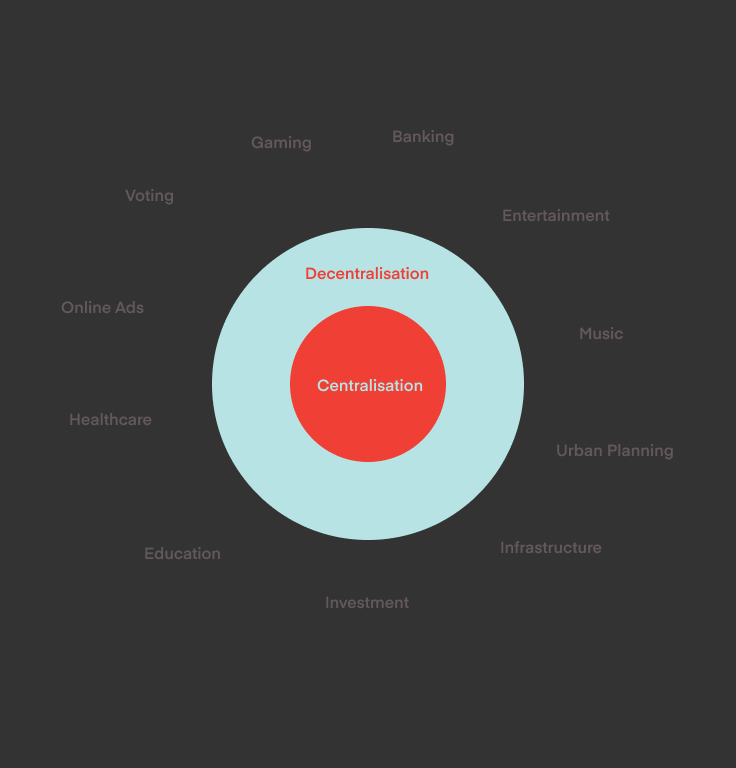 Banking
Gaming
Voting
Entertainment
Decentralisation
Online Ads
Music
Centralisation
Healthcare
Urban Planning
Infrastructure
Education
Investment